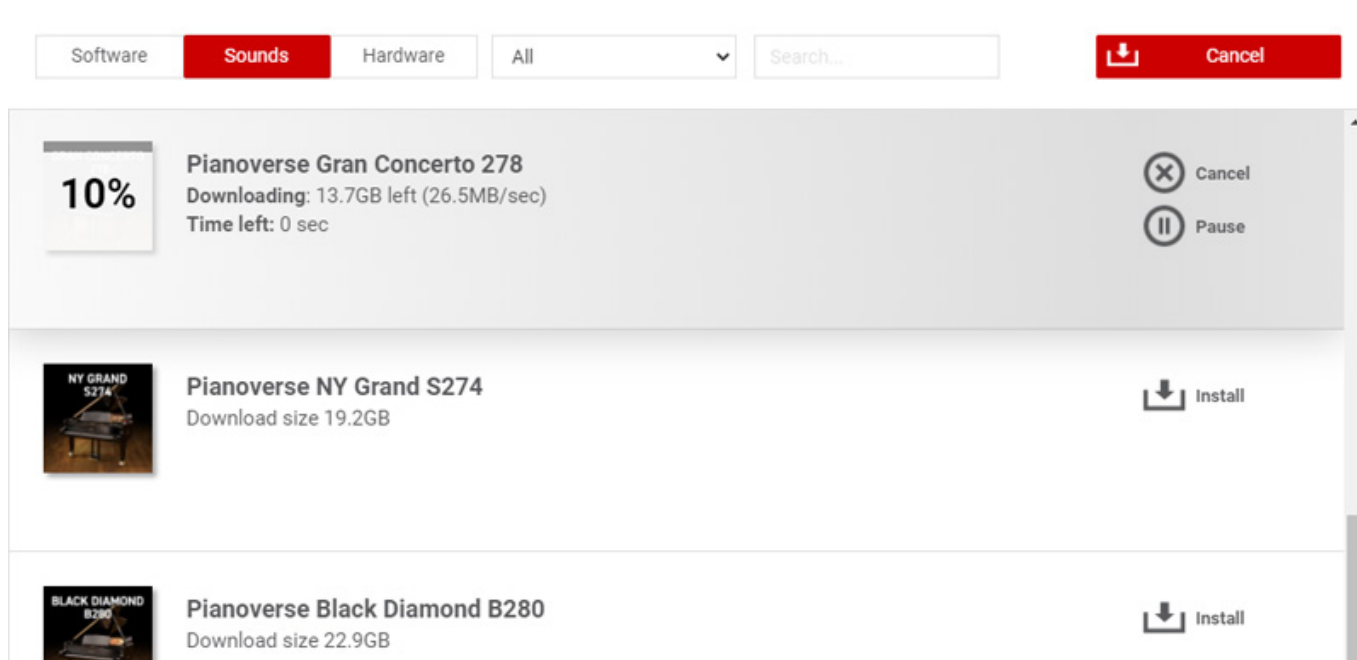 Software Sounds Hardware All Search... Cancel
10%
Pianoverse Gran Concerto 278
Downloading: 13.7GB left (26.5MB/sec)
Time left: 0 sec
Cancel
Pause
NY GRAND
S274
Pianoverse NY Grand S274
Download size 19.2GB
Install
BLACK DIAMOND
B280
Pianoverse Black Diamond B280
Download size 22.9GB
Install